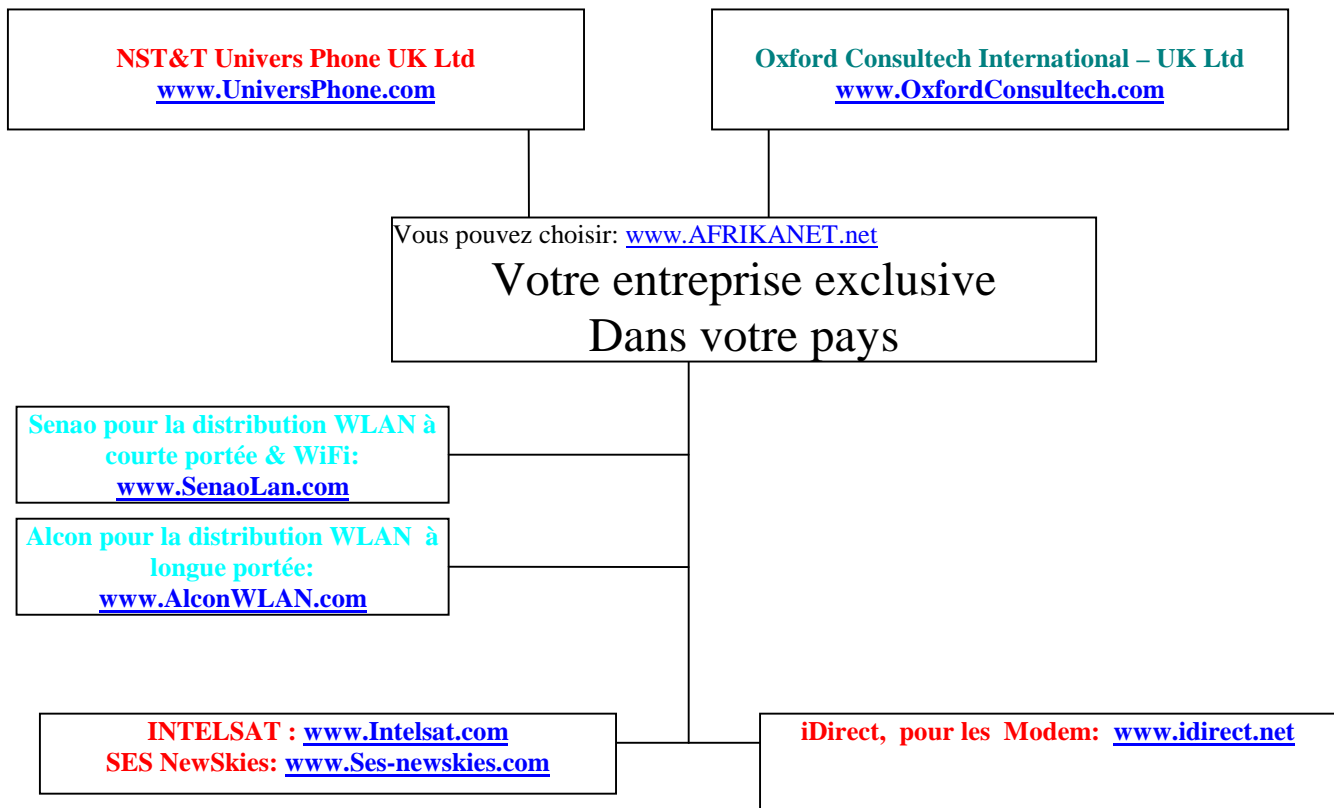 NST&T Univers Phone UK Ltd
www.UniversPhone.com
Oxford Consultech International – UK Ltd
www.OxfordConsultech.com
Vous pouvez choisir: www.AFRIKANET.net
Votre entreprise exclusive
Dans votre pays
Senao pour la distribution WLAN à
courte portée & WiFi:
www.SenaoLan.com
Alcon pour la distribution WLAN à
longue portée:
www.AlconWLAN.com
INTELSAT : www.Intelsat.com
SES NewSkies: www.Ses-newskies.com
iDirect, pour les Modem: www.idirect.net